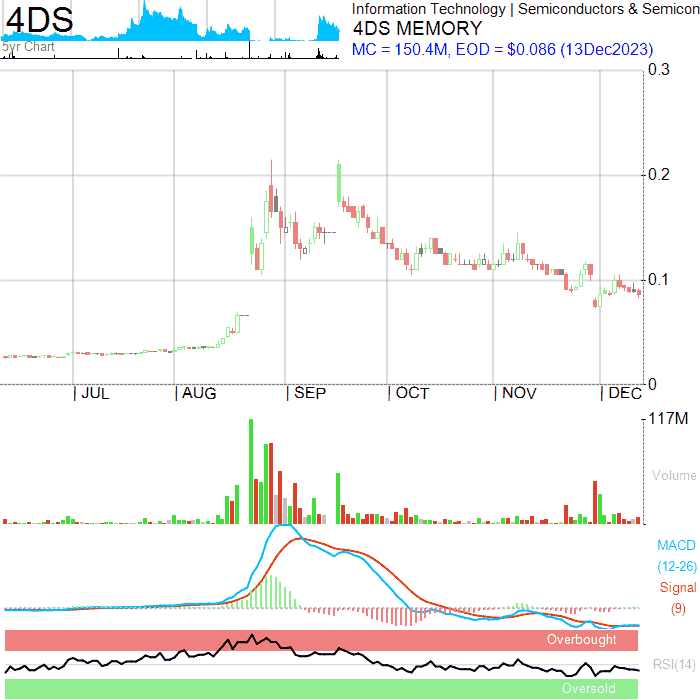 4DS
5yr Chart
Information Technology | Semiconductors & Semicon
4DS MEMORY
MC = 150.4M, EOD = $0.086 (13Dec2023)
0.3
0.2
0.1
0
| JUL | AUG | SEP | OCT | NOV | DEC
117M
Volume
MACD
(12-26)
Signal
(9)
Overbought
RSI(14)
Oversold